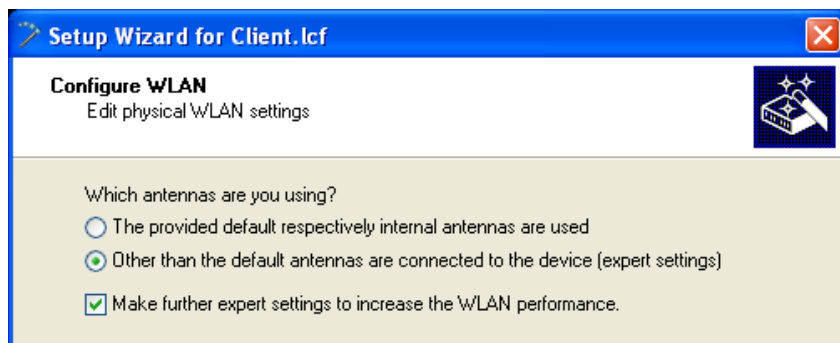 Setup Wizard for Client.lcf
Configure WLAN
Edit physical WLAN settings
Which antennas are you using?
The provided default respectively internal antennas are used
Other than the default antennas are connected to the device (expert settings)
Make further expert settings to increase the WLAN performance.